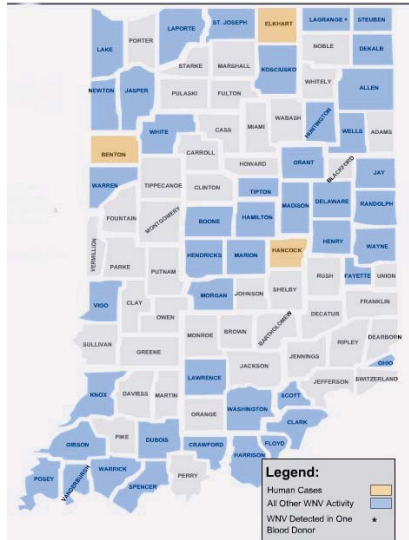 LAKE
PORTER
LAPORTE
ST. JOSEPH
ELKHART
LAGRANGE *
STEUBEN
NOBLE
DEKALB
STARKE
MARSHALL
KOSCIUSKO
WHITELY
ALLEN
NEWTON
JASPER
PULASKI
FULTON
WABASH
HUNTINGTON
WELLS
ADAMS
WHITE
CASS
MIAMI
BENTON
CARROLL
HOWARD
GRANT
BLACKFORD
JAY
WARREN
TIPPECANOE
CLINTON
TIPTON
MADISON
DELAWARE
RANDOLPH
FOUNTAIN
MONTGOMERY
BOONE
HAMILTON
HENRY
WAYNE
VERMILLION
PARKE
PUTNAM
HENDRICKS
MARION
HANCOCK
RUSH
FAYETTE
UNION
VIGO
CLAY
OWEN
MORGAN
JOHNSON
SHELBY
FRANKLIN
DECATUR
SULLIVAN
GREENE
MONROE
BROWN
BARTHOLOMEW
RIPLEY
DEARBORN
JENNINGS
OHIO
LAWRENCE
JACKSON
JEFFERSON
SWITZERLAND
KNOX
DAVIESS
MARTIN
ORANGE
WASHINGTON
SCOTT
CLARK
GIBSON
PIKE
DUBOIS
CRAWFORD
FLOYD
HARRISON
POSEY
VANDERBURGH
WARRICK
SPENCER
PERRY
Legend:
Human Cases
All Other WNV Activity
WNV Detected in One *
Blood Donor